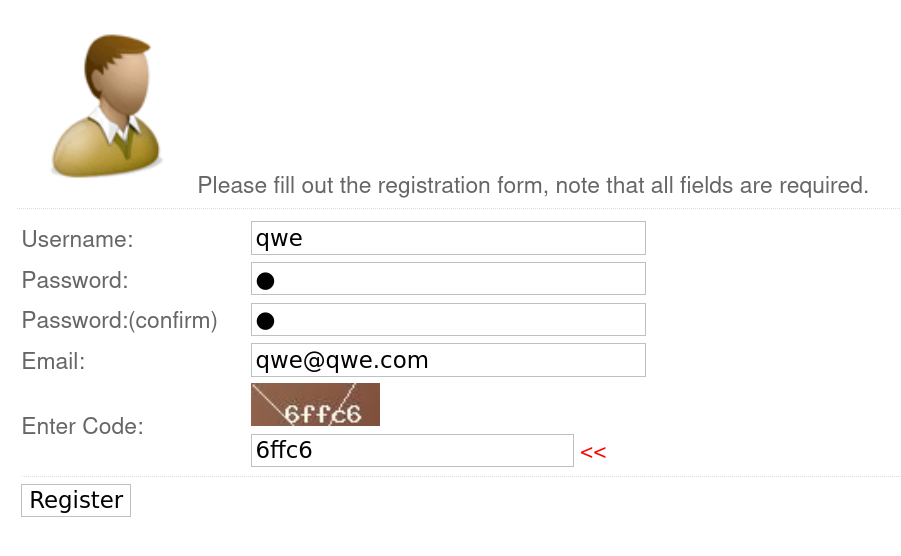 Please fill out the registration form, note that all fields are required.
Username: qwe
Password: ●
Password:(confirm) ●
Email: qwe@qwe.com
6ffc6
Enter Code:
6ffc6 <<
Register